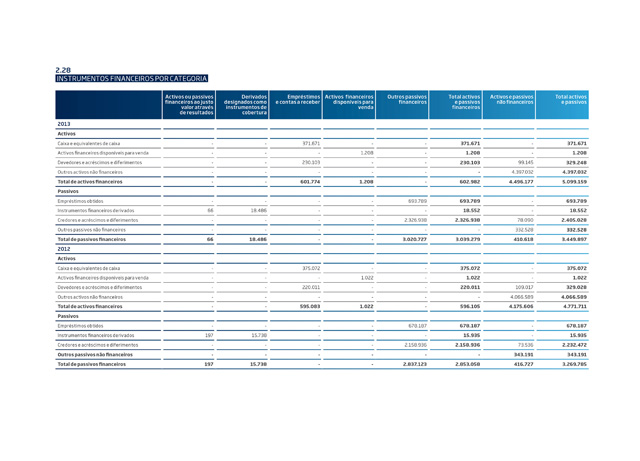 2.28
INSTRUMENTOS FINANCEIROS POR CATEGORIA
Activos ou passivos financeiros ao justo valor através de resultados | Derivados designados como instrumentos de cobertura | Empréstimos e contas a receber | Activos financeiros disponíveis para venda | Outros passivos financeiros | Total activos e passivos financeiros | Activos e passivos não financeiros | Total activos e passivos
2013
Activos
Caixa e equivalentes de caixa - - 371.671 - - 371.671 - 371.671
Activos financeiros disponíveis para venda - - - 1.208 - 1.208 - 1.208
Devedores e acréscimos e diferimentos - - 230.103 - - 230.103 99.145 329.248
Outros activos não financeiros - - - - - - 4.397.032 4.397.032
Total de activos financeiros - - 601.774 1.208 - 602.982 4.496.177 5.099.159
Passivos
Empréstimos obtidos - - - - 693.789 693.789 - 693.789
Instrumentos financeiros derivados 66 18.486 - - - 18.552 - 18.552
Credores e acréscimos e diferimentos - - - - 2.326.938 2.326.938 78.090 2.405.028
Outros passivos não financeiros - - - - - - 332.528 332.528
Total de passivos financeiros 66 18.486 - - 3.020.727 3.039.279 410.618 3.449.897
2012
Activos
Caixa e equivalentes de caixa - - 375.072 - - 375.072 - 375.072
Activos financeiros disponíveis para venda - - - 1.022 - 1.022 - 1.022
Devedores e acréscimos e diferimentos - - 220.011 - - 220.011 109.017 329.028
Outros activos não financeiros - - - - - - 4.066.589 4.066.589
Total de activos financeiros - - 595.083 1.022 - 596.105 4.175.606 4.771.711
Passivos
Empréstimos obtidos - - - - 678.187 678.187 - 678.187
Instrumentos financeiros derivados 197 15.738 - - - 15.935 - 15.935
Credores e acréscimos e diferimentos - - - - 2.158.936 2.158.936 73.536 2.232.472
Outros passivos não financeiros - - - - - - 343.191 343.191
Total de passivos financeiros 197 15.738 - - 2.837.123 2.853.058 416.727 3.269.785